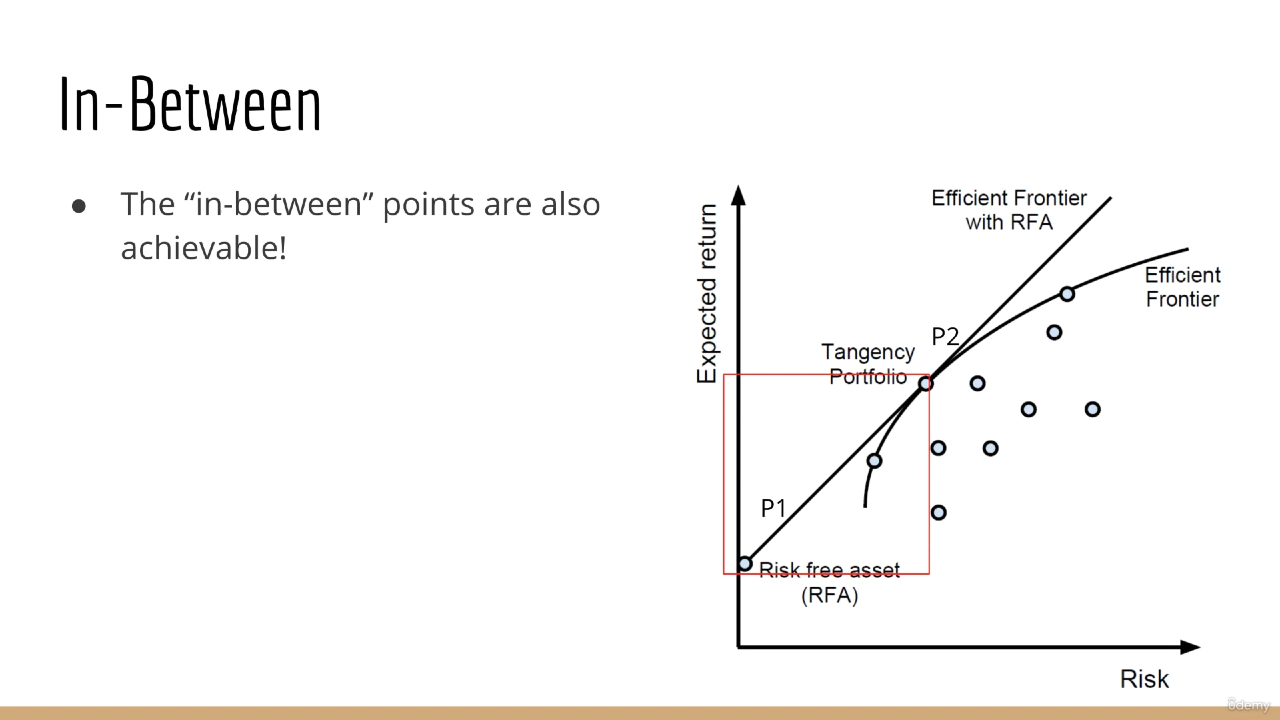 In-Between
● The “in-between” points are also
achievable!
Expected return
Efficient Frontier
with RFA
Efficient
Frontier
P2
Tangency
Portfolio
P1
Risk free asset
(RFA)
Risk
ûdemy